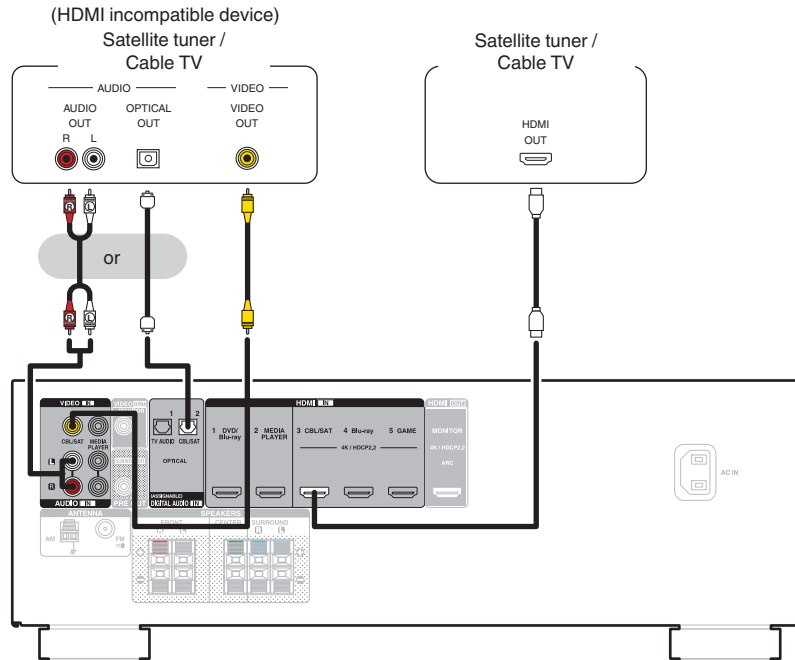 (HDMI incompatible device)
Satellite tuner /
Cable TV
AUDIO
VIDEO
AUDIO
OUT
OPTICAL
OUT
VIDEO
OUT
R L
Satellite tuner /
Cable TV
HDMI
OUT
R L
or
R L
VIDEO IN
CBL/SAT
MEDIA
PLAYER
L
R
AUDIO IN
VIDEO
PRE OUT
1 2
TV AUDIO CBL/SAT
OPTICAL
DIGITAL AUDIO IN
HDMI IN
1 DVD/
Blu-ray
2 MEDIA
PLAYER
3 CBL/SAT
4 Blu-ray
5 GAME
4K / HDCP2.2
HDMI OUT
MONITOR
4K / HDCP2.2
ARC
AC IN
ANTENNA
AM
FM
SPEAKERS
FRONT
CENTER
SURROUND
R L
R L